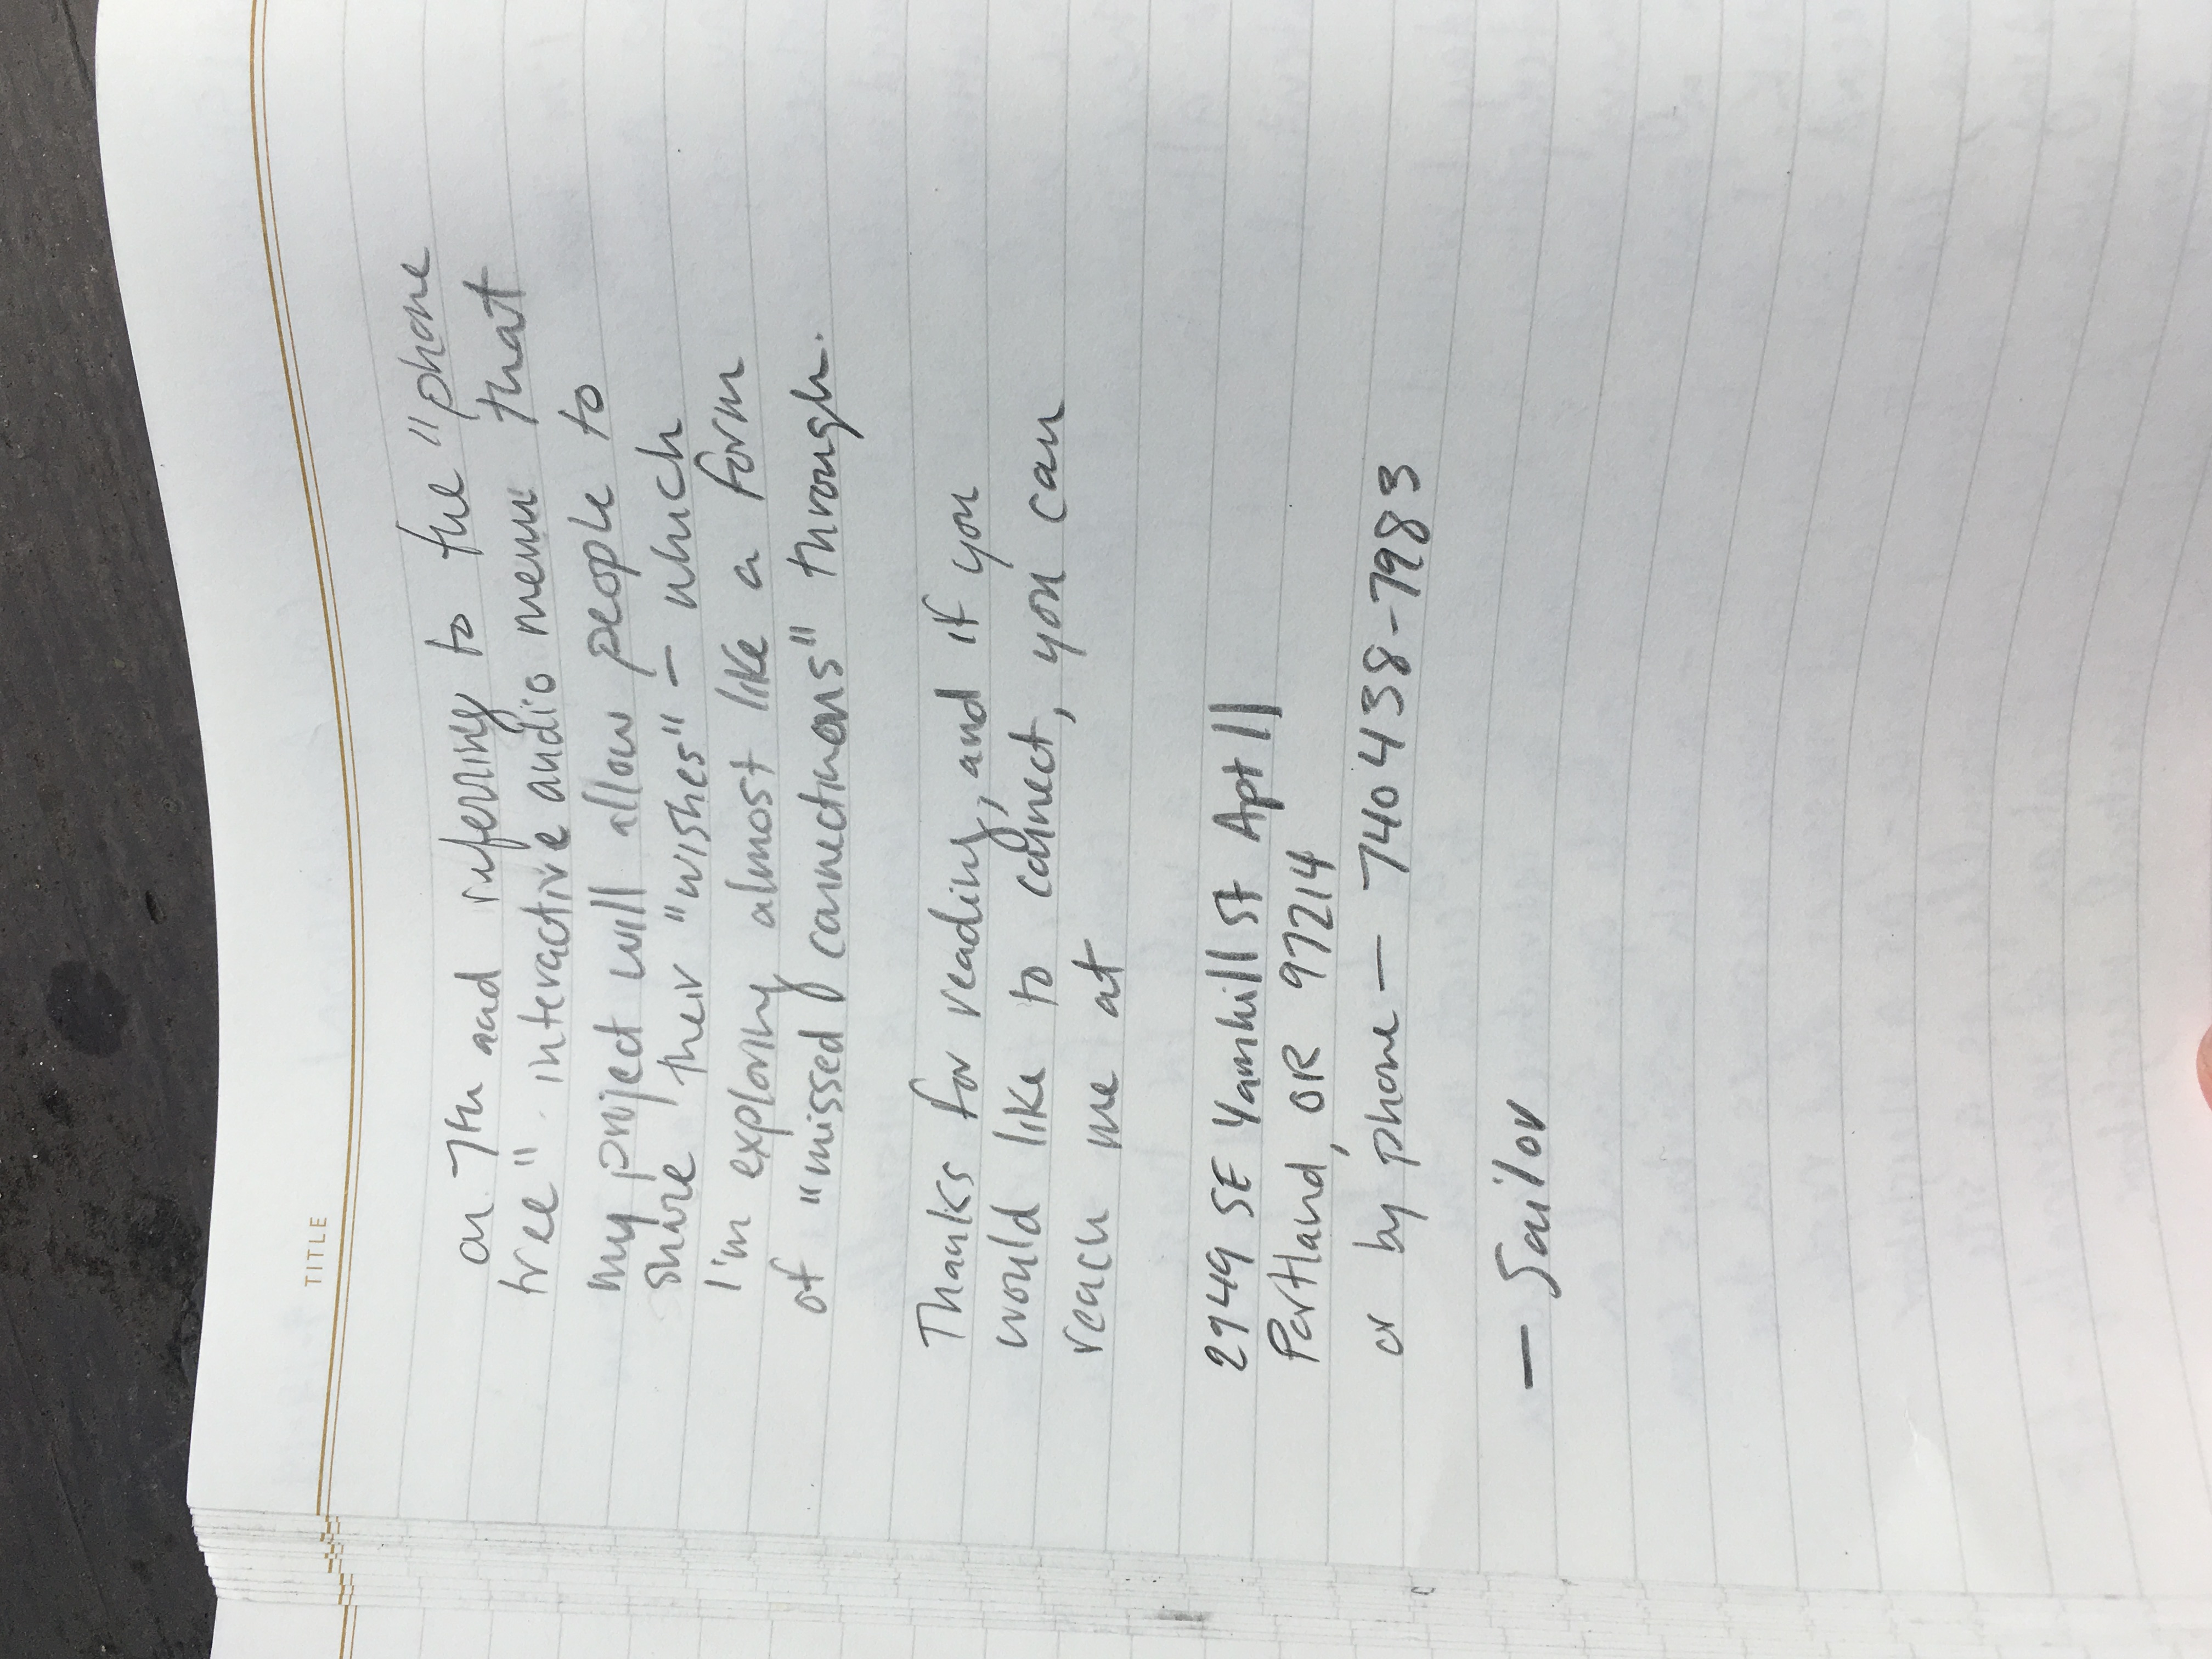 TITLE
on 7th and referring to the "phone
tree" interactive audio menu that
my project will allow people to
share their "wishes" – which
I'm exploring almost like a form
of "missed connections" through.
Thanks for reading, and if you
would like to connect, you can
reach me at
2949 SE Yamhill St Apt 11
Portland, OR 97214
or by phone – 740 438-7983
– Sailor